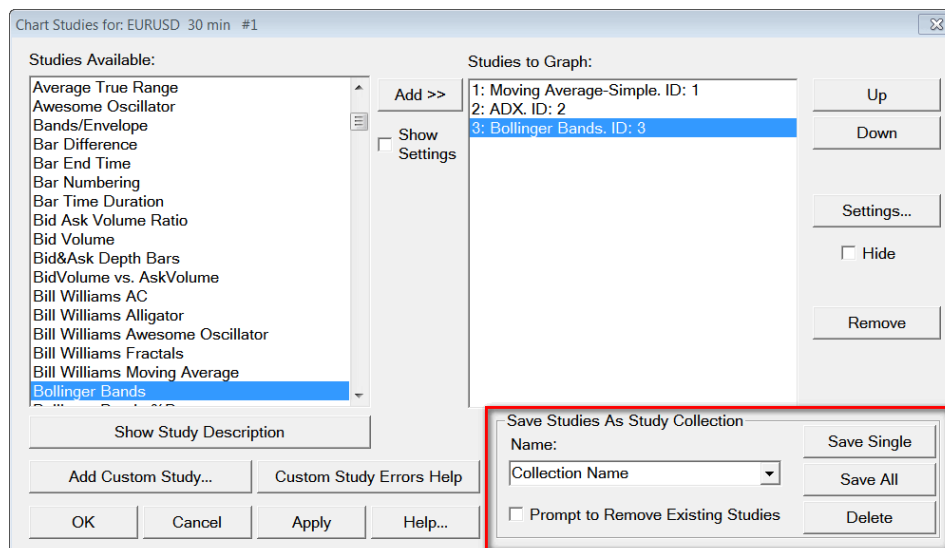 Chart Studies for: EURUSD 30 min #1
Studies Available:
Average True Range
Awesome Oscillator
Bands/Envelope
Bar Difference
Bar End Time
Bar Numbering
Bar Time Duration
Bid Ask Volume Ratio
Bid Volume
Bid&Ask Depth Bars
BidVolume vs. AskVolume
Bill Williams AC
Bill Williams Alligator
Bill Williams Awesome Oscillator
Bill Williams Fractals
Bill Williams Moving Average
Bollinger Bands
Add >>
Show
Settings
Studies to Graph:
1: Moving Average-Simple. ID: 1
2: ADX. ID: 2
3: Bollinger Bands. ID: 3
Up
Down
Settings...
Hide
Remove
Show Study Description
Add Custom Study...
Custom Study Errors Help
OK
Cancel
Apply
Help...
Save Studies As Study Collection
Name:
Collection Name
Prompt to Remove Existing Studies
Save Single
Save All
Delete